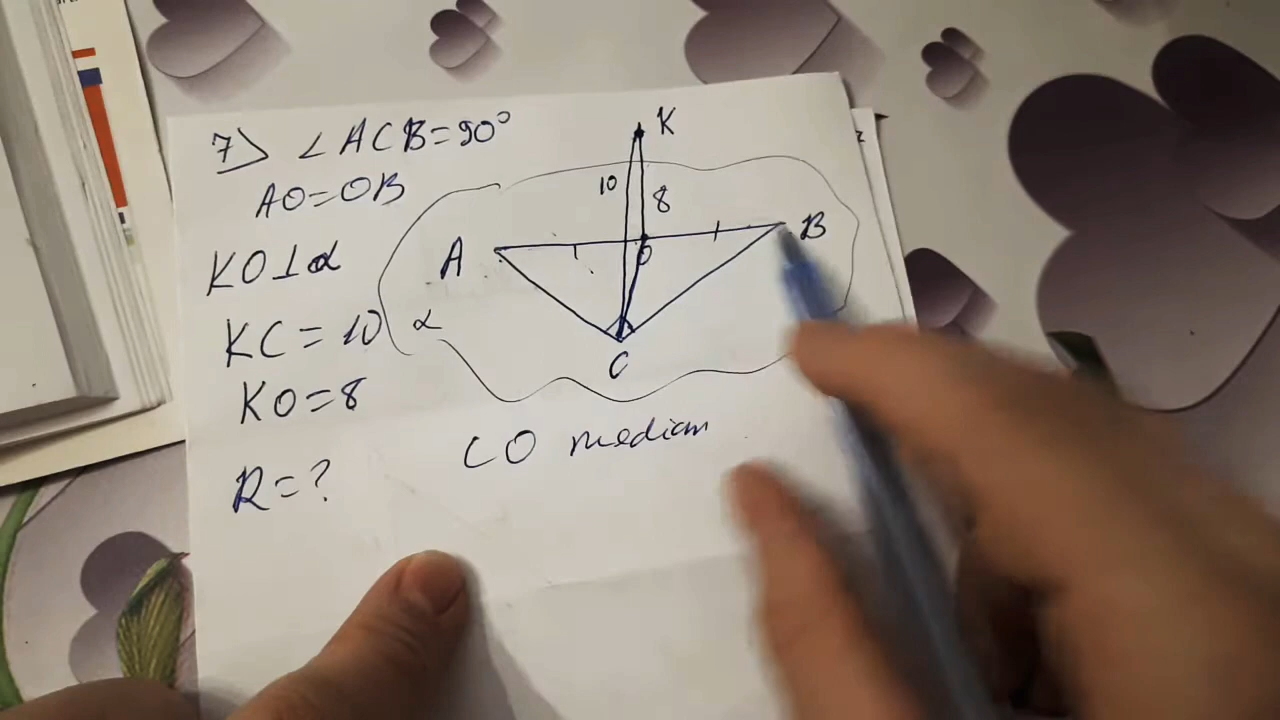 7) ∠ACB=90°
AO=OB
KO⊥α
KC=10
KO=8
R=?
K
10
8
A
O
B
α
C
CO median